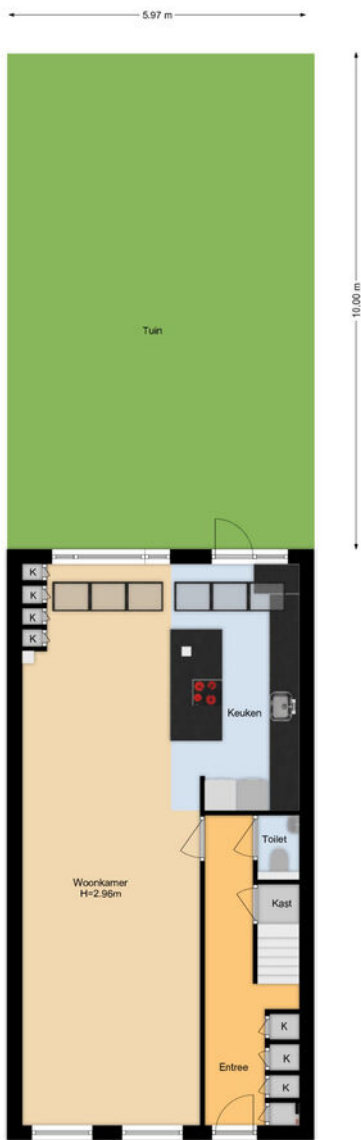 5.97 m
10.00 m
Tuin
K
K
K
K
Keuken
Toilet
Woonkamer
H=2.96m
Kast
K
K
K
Entree